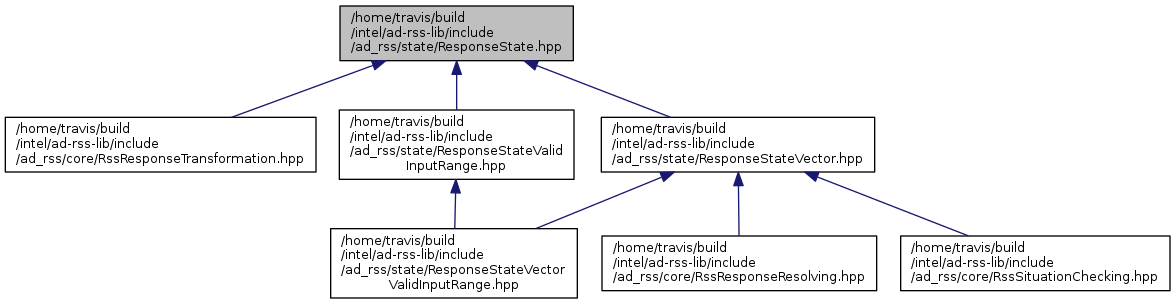 /home/travis/build
/intel/ad-rss-lib/include
/ad_rss/state/ResponseState.hpp
/home/travis/build
/intel/ad-rss-lib/include
/ad_rss/core/RssResponseTransformation.hpp
/home/travis/build
/intel/ad-rss-lib/include
/ad_rss/state/ResponseStateValid
InputRange.hpp
/home/travis/build
/intel/ad-rss-lib/include
/ad_rss/state/ResponseStateVector.hpp
/home/travis/build
/intel/ad-rss-lib/include
/ad_rss/state/ResponseStateVector
ValidInputRange.hpp
/home/travis/build
/intel/ad-rss-lib/include
/ad_rss/core/RssResponseResolving.hpp
/home/travis/build
/intel/ad-rss-lib/include
/ad_rss/core/RssSituationChecking.hpp